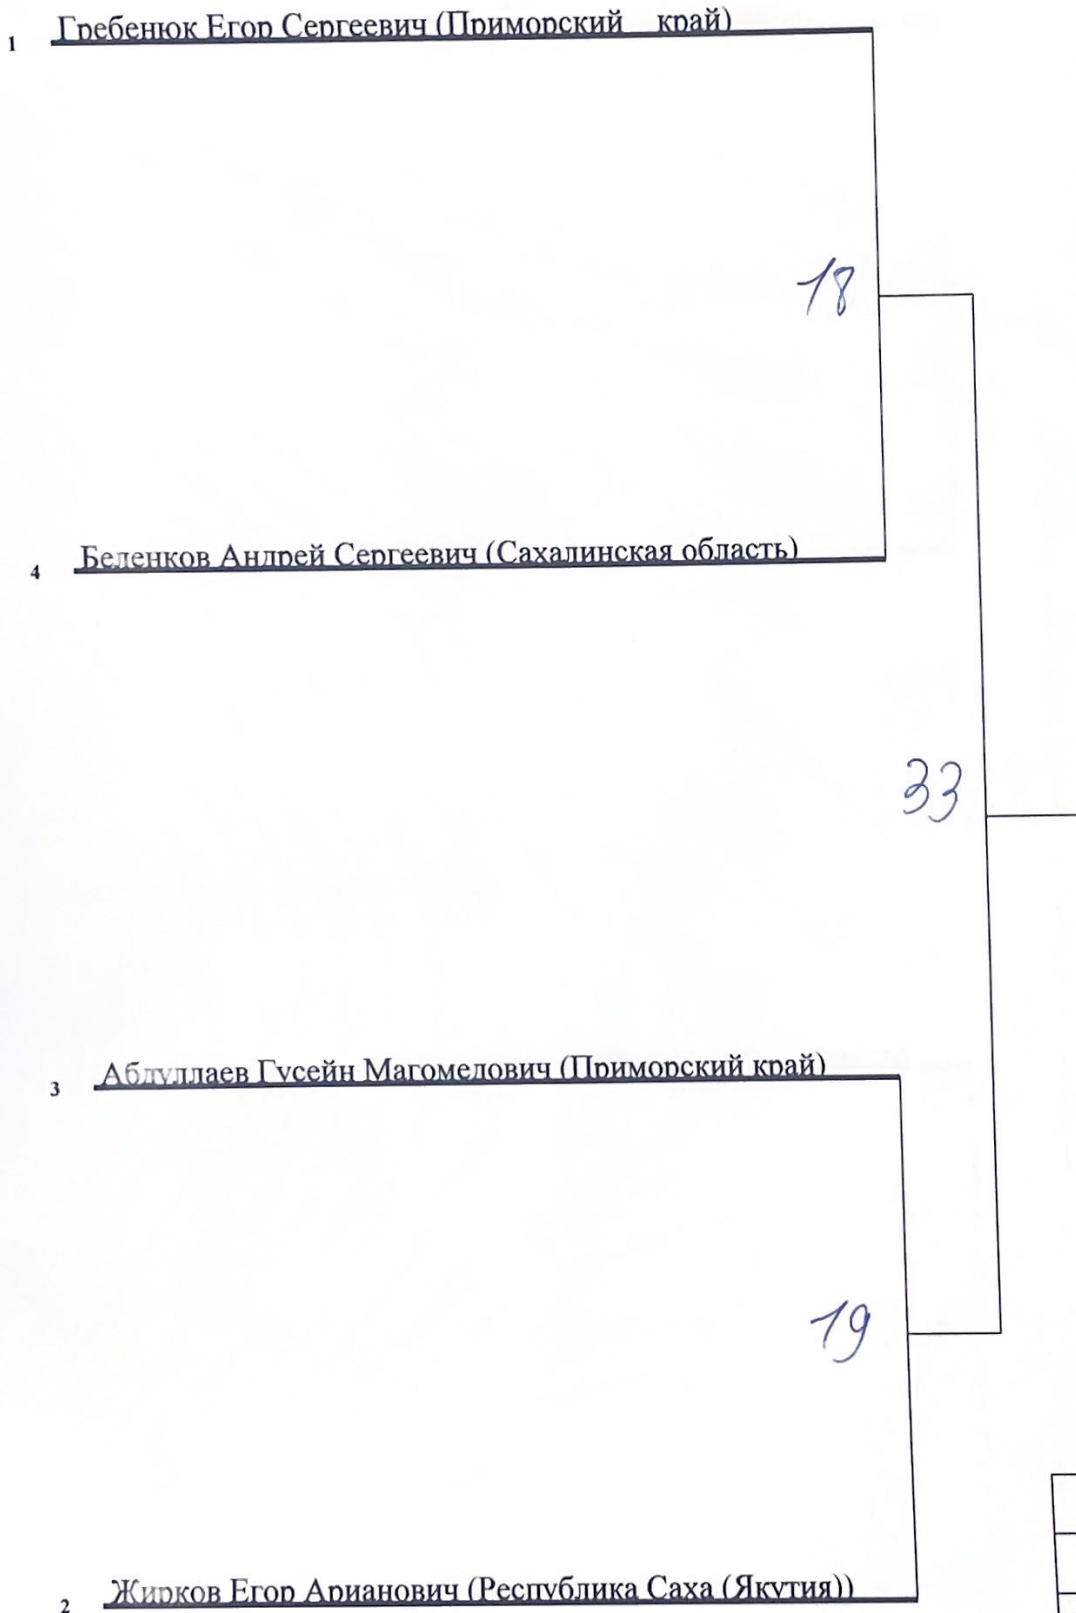 1 Гребенюк Егор Сергеевич (Приморский край)
18
4 Беленков Андрей Сергеевич (Сахалинская область)
33
3 Абдуллаев Гусейн Магомедович (Приморский край)
19
2 Жирков Егор Арианович (Республика Саха (Якутия))